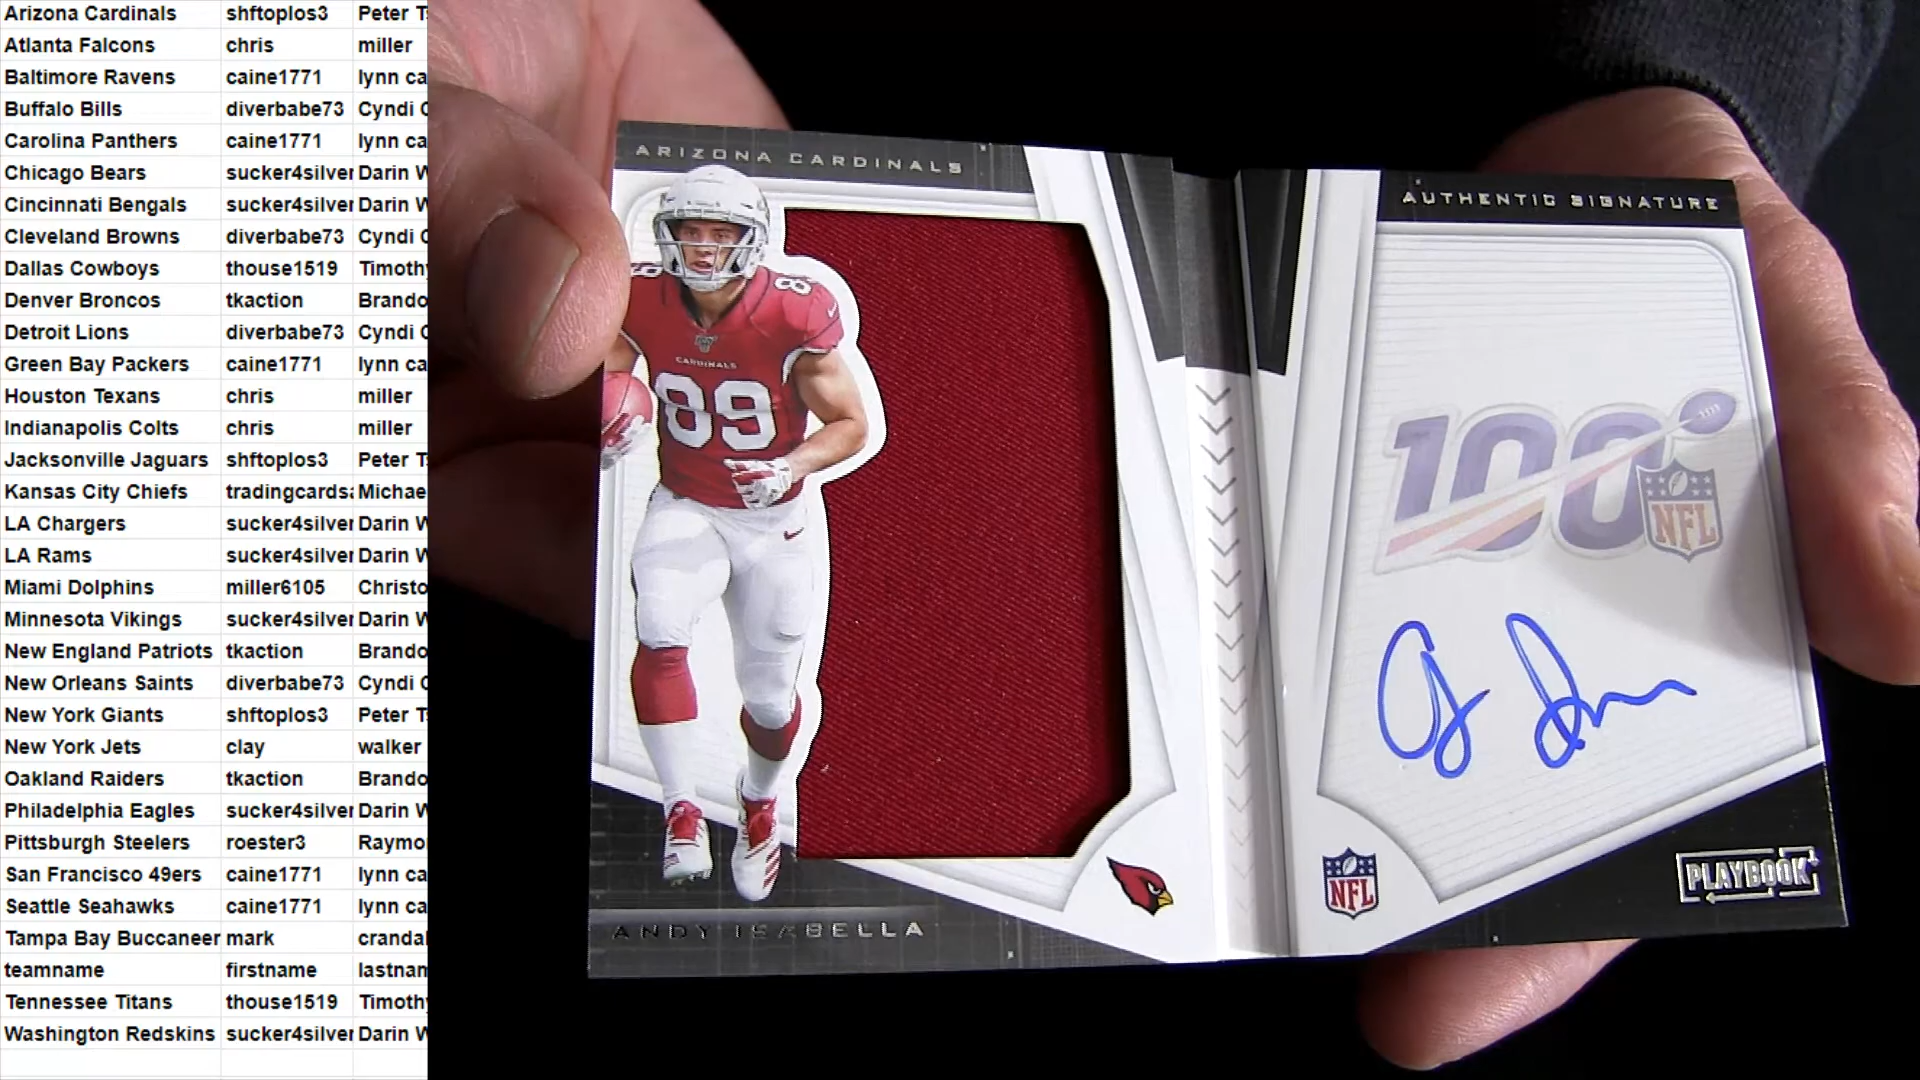 Arizona Cardinals shftoplos3 Peter T
Atlanta Falcons chris miller
Baltimore Ravens caine1771 lynn ca
Buffalo Bills diverbabe73 Cyndi
Carolina Panthers caine1771 lynn ca
Chicago Bears sucker4silver Darin W
Cincinnati Bengals sucker4silver Darin W
Cleveland Browns diverbabe73 Cyndi
Dallas Cowboys thouse1519 Timothy
Denver Broncos tkaction Brando
Detroit Lions diverbabe73 Cyndi
Green Bay Packers caine1771 lynn ca
Houston Texans chris miller
Indianapolis Colts chris miller
Jacksonville Jaguars shftoplos3 Peter T
Kansas City Chiefs tradingcards Michae
LA Chargers sucker4silver Darin W
LA Rams sucker4silver Darin W
Miami Dolphins miller6105 Christo
Minnesota Vikings sucker4silver Darin W
New England Patriots tkaction Brando
New Orleans Saints diverbabe73 Cyndi
New York Giants shftoplos3 Peter T
New York Jets clay walker
Oakland Raiders tkaction Brando
Philadelphia Eagles sucker4silver Darin W
Pittsburgh Steelers roester3 Raymo
San Francisco 49ers caine1771 lynn ca
Seattle Seahawks caine1771 lynn ca
Tampa Bay Buccaneer mark crandal
teamname firstname lastnam
Tennessee Titans thouse1519 Timothy
Washington Redskins sucker4silver Darin W
ARIZONA CARDINALS
89
CARDINALS
89
ANDY ISABELLA
AUTHENTIC SIGNATURE
100
NFL
NFL
PLAYBOOK